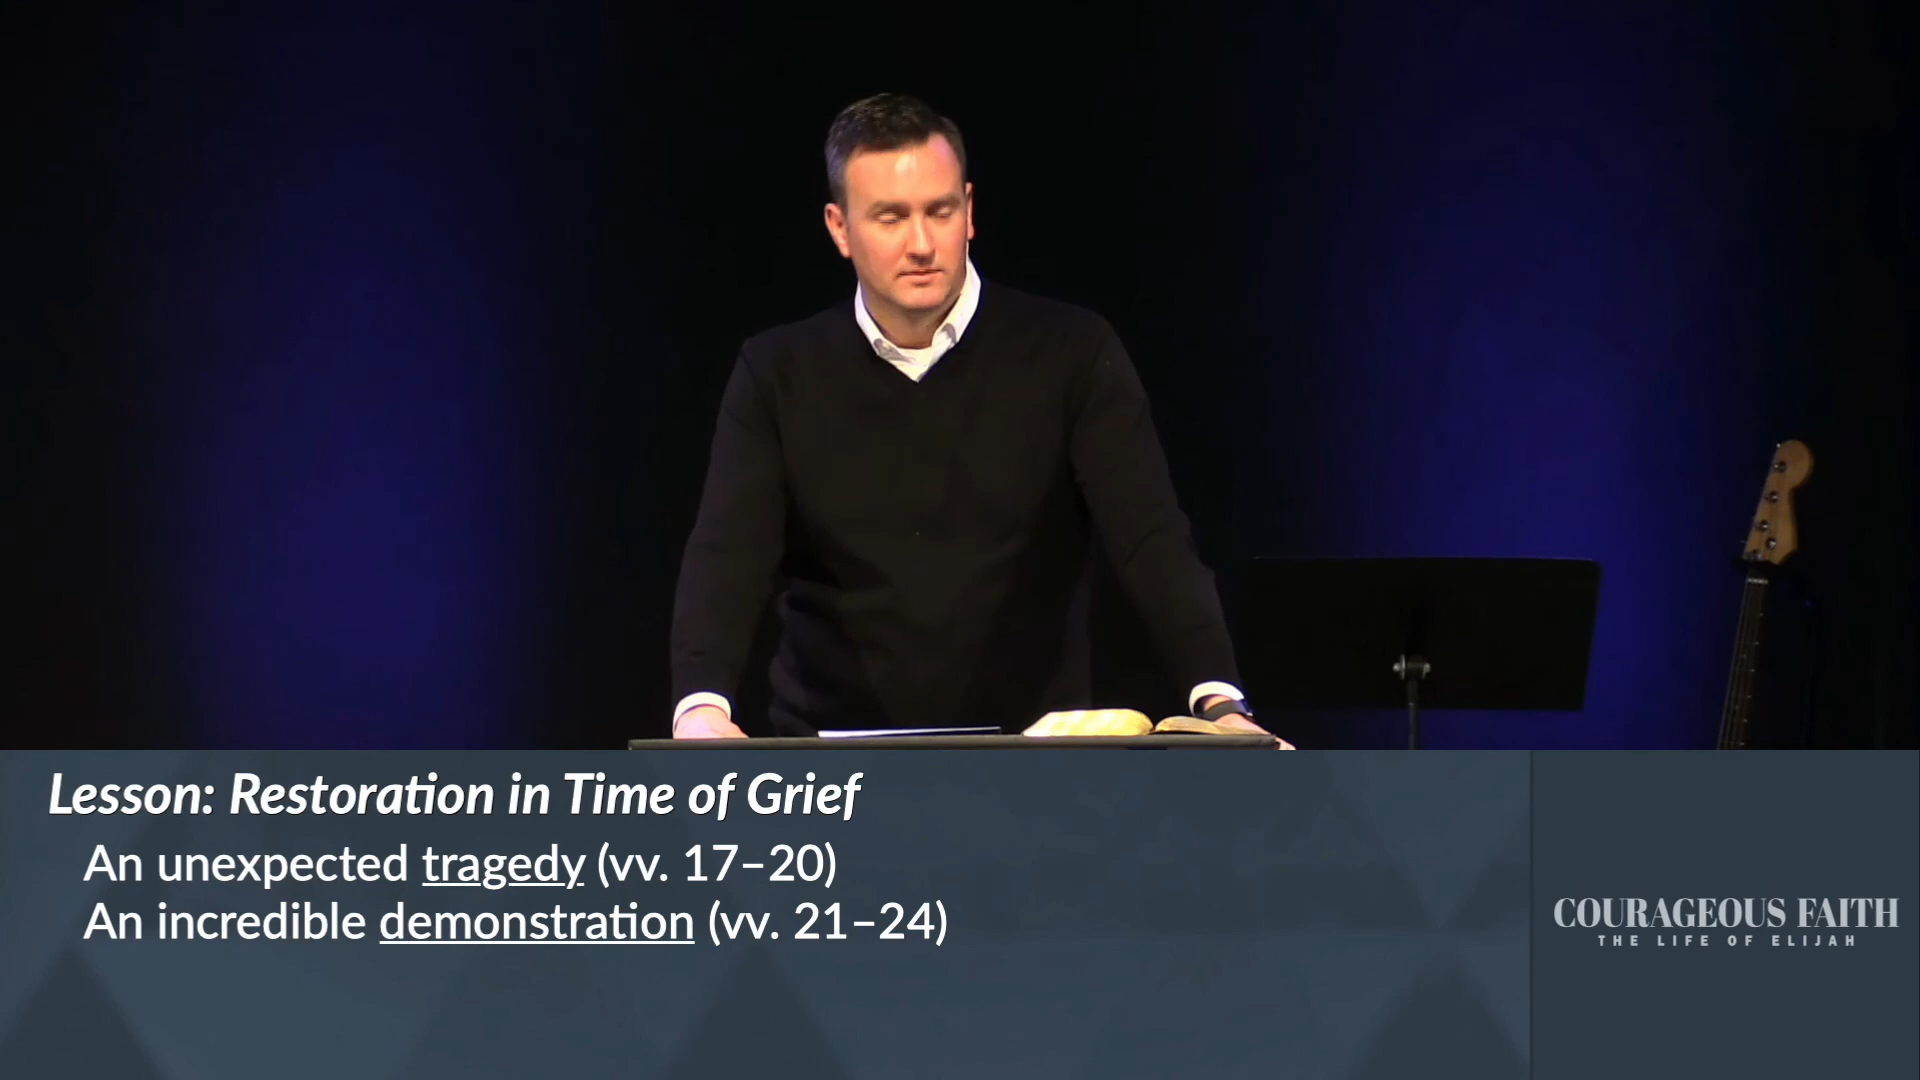 Lesson: Restoration in Time of Grief
An unexpected tragedy (vv. 17–20)
An incredible demonstration (vv. 21–24)
COURAGEOUS FAITH
THE LIFE OF ELIJAH